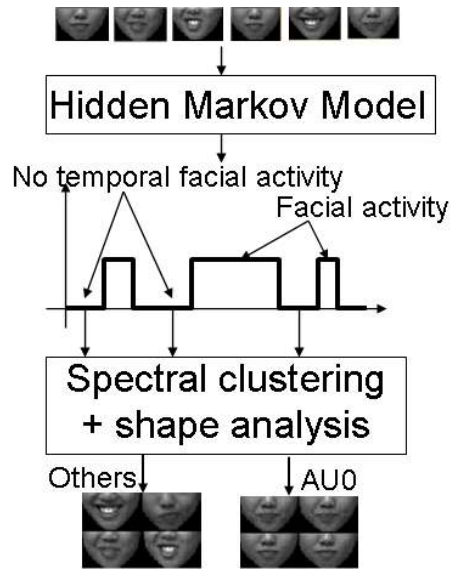 Hidden Markov Model
No temporal facial activity
Facial activity
Spectral clustering
+ shape analysis
Others
AU0